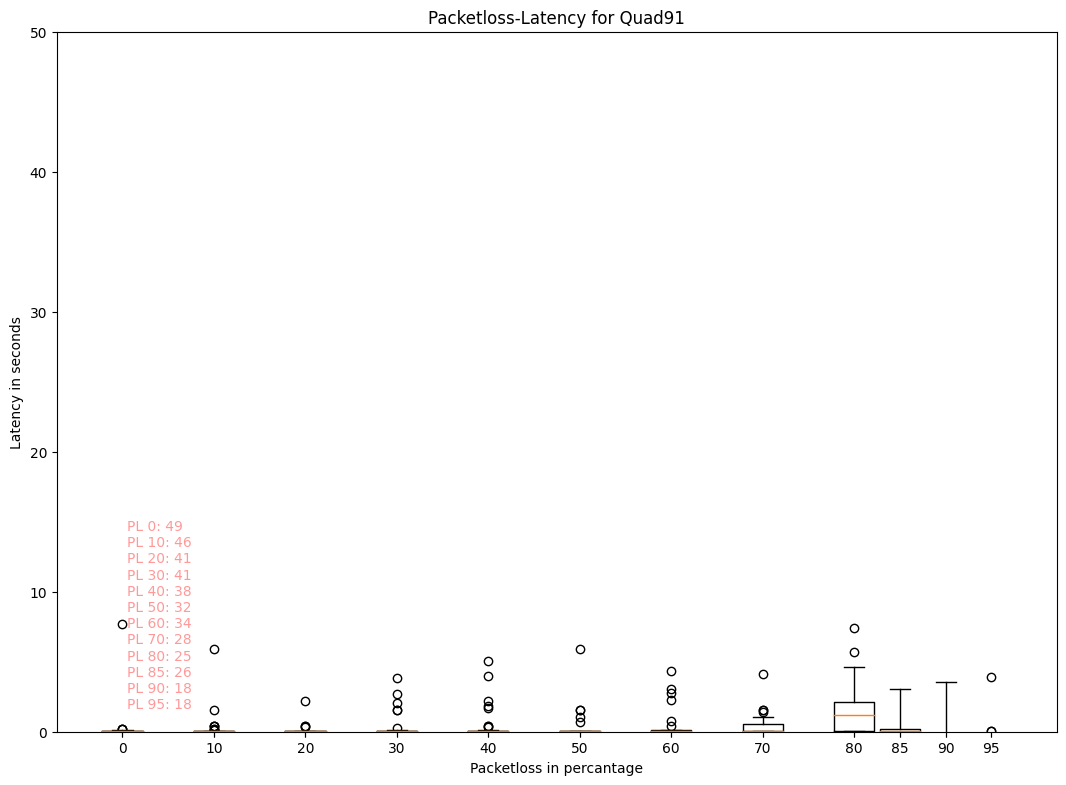 Packetloss-Latency for Quad91
50
40
30
20
10
0
Latency in seconds
PL 0: 49
PL 10: 46
PL 20: 41
PL 30: 41
PL 40: 38
PL 50: 32
PL 60: 34
PL 70: 28
PL 80: 25
PL 85: 26
PL 90: 18
PL 95: 18
0 10 20 30 40 50 60 70 80 85 90 95
Packetloss in percantage